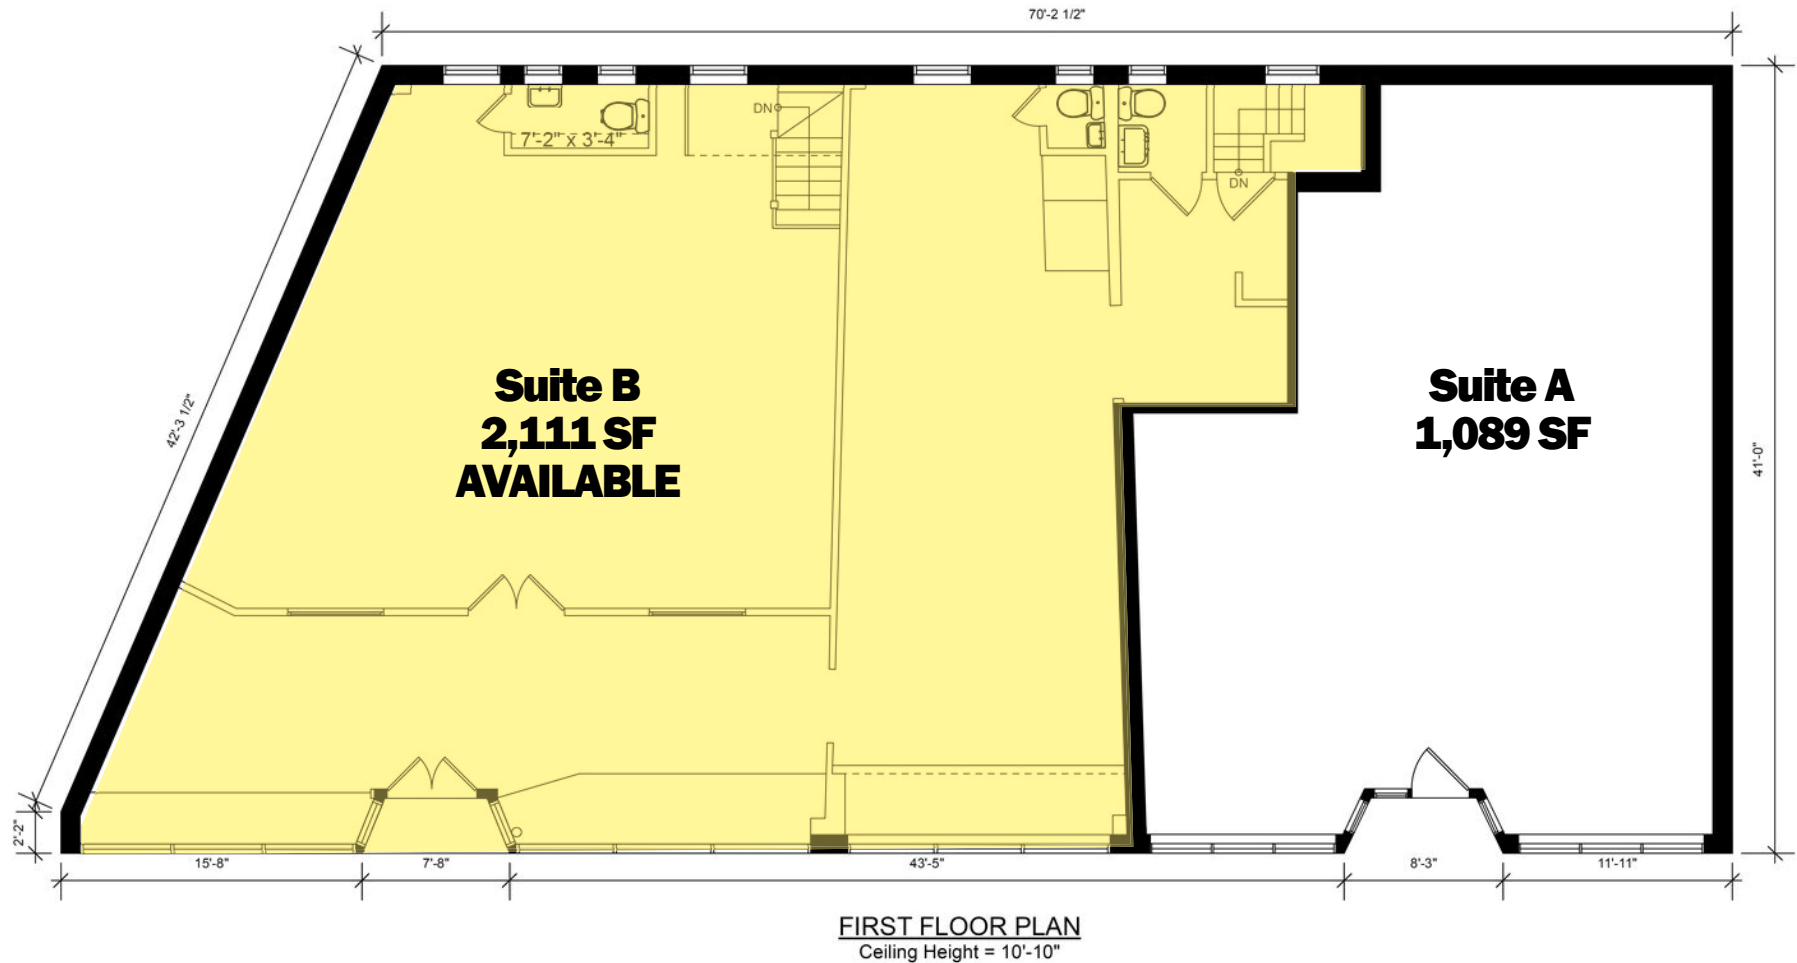 70'-2 1/2"
DN
7'-2" x 3'-4"
DN
42'-3 1/2"
Suite B
2,111 SF
AVAILABLE
Suite A
1,089 SF
41'-0"
2'-2"
15'-8"
7'-8"
43'-5"
8'-3"
11'-11"
FIRST FLOOR PLAN
Ceiling Height = 10'-10"